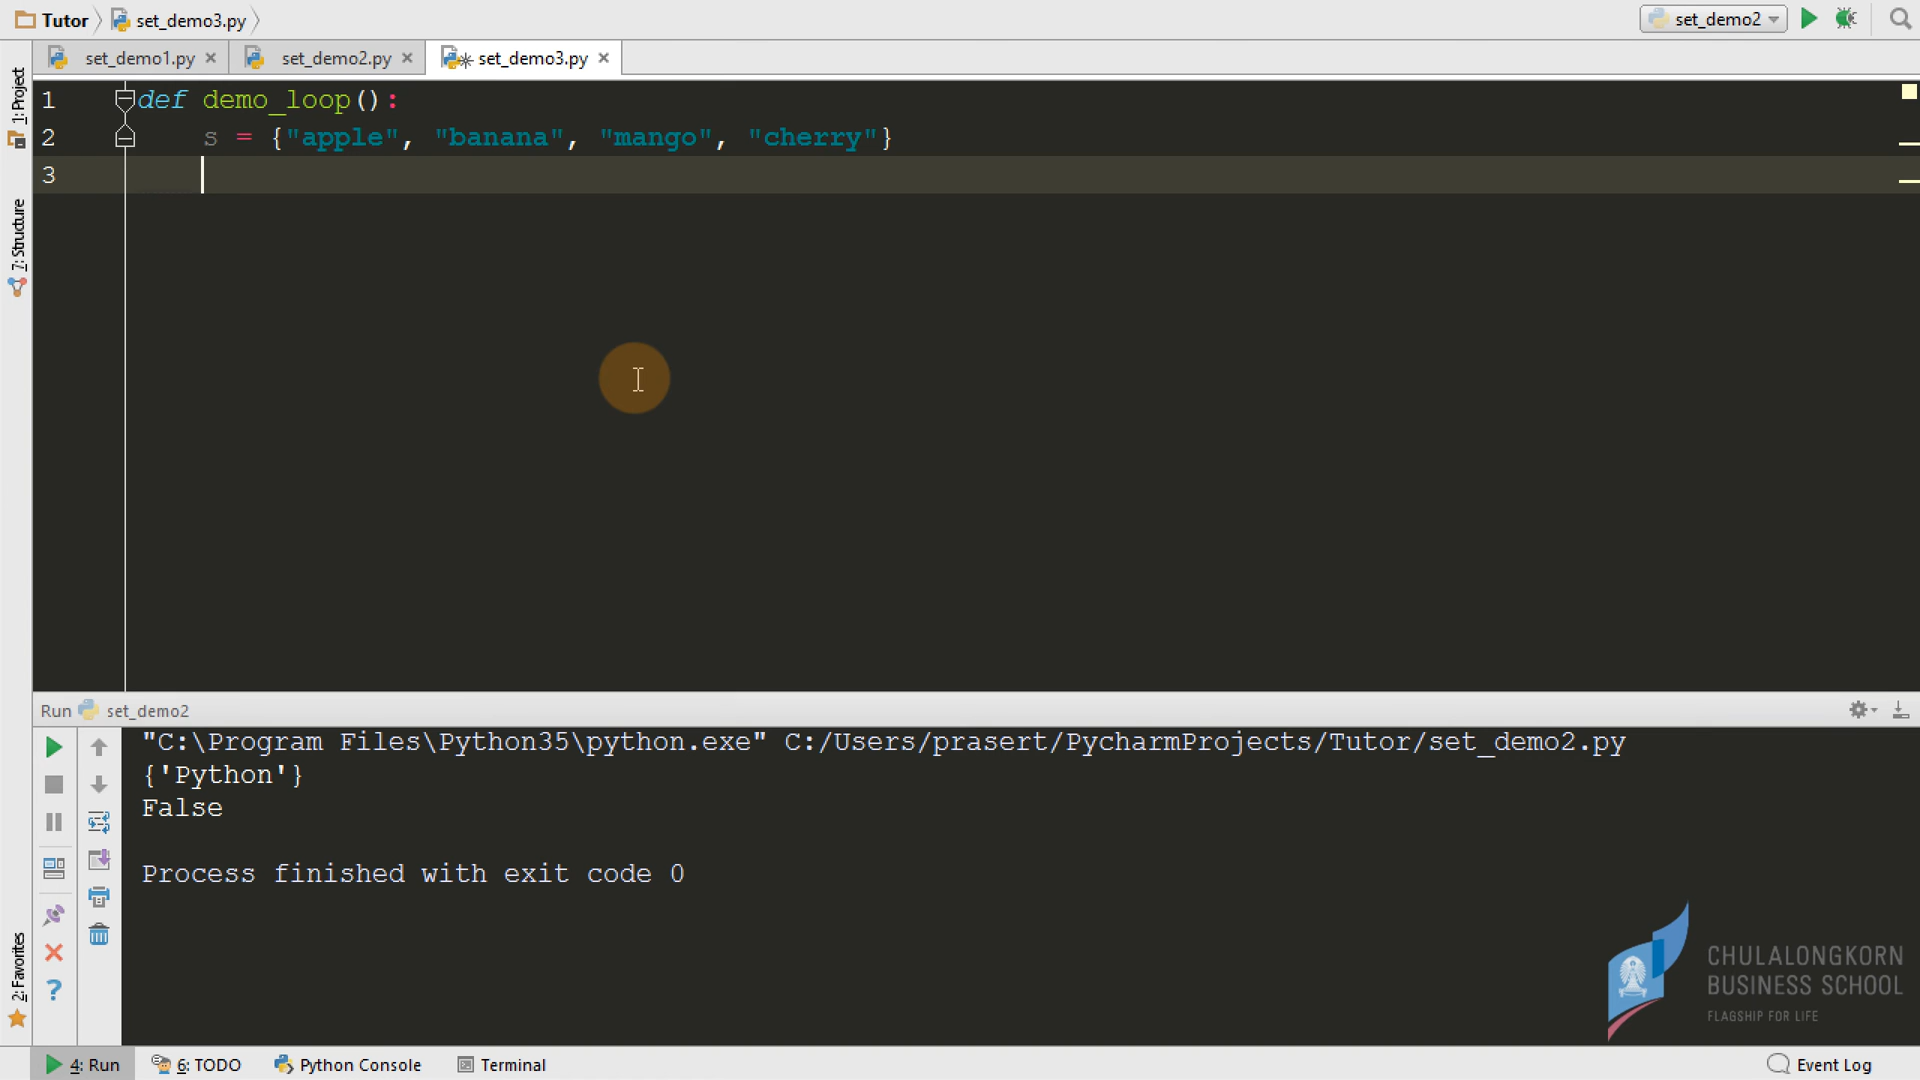 Tutor set_demo3.py set_demo2
set_demo1.py set_demo2.py set_demo3.py
1 def demo_loop():
2 s = {"apple", "banana", "mango", "cherry"}
3
1: Project
7: Structure
2: Favorites
Run set_demo2
"C:\Program Files\Python35\python.exe" C:/Users/prasert/PycharmProjects/Tutor/set_demo2.py
{'Python'}
False
Process finished with exit code 0
CHULALONGKORN
BUSINESS SCHOOL
FLAGSHIP FOR LIFE
4: Run 6: TODO Python Console Terminal Event Log